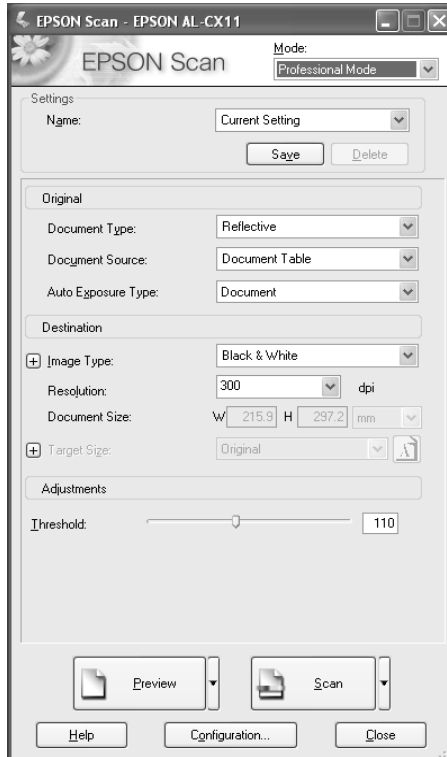 EPSON Scan - EPSON AL-CX11
EPSON Scan
Mode:
Professional Mode
Settings
Name:
Current Setting
Save
Delete
Original
Document Type:
Reflective
Document Source:
Document Table
Auto Exposure Type:
Document
Destination
Image Type:
Black & White
Resolution:
300
dpi
Document Size:
W 215.9 H 297.2 mm
Target Size:
Original
Adjustments
Threshold:
110
Preview
Scan
Help
Configuration...
Close